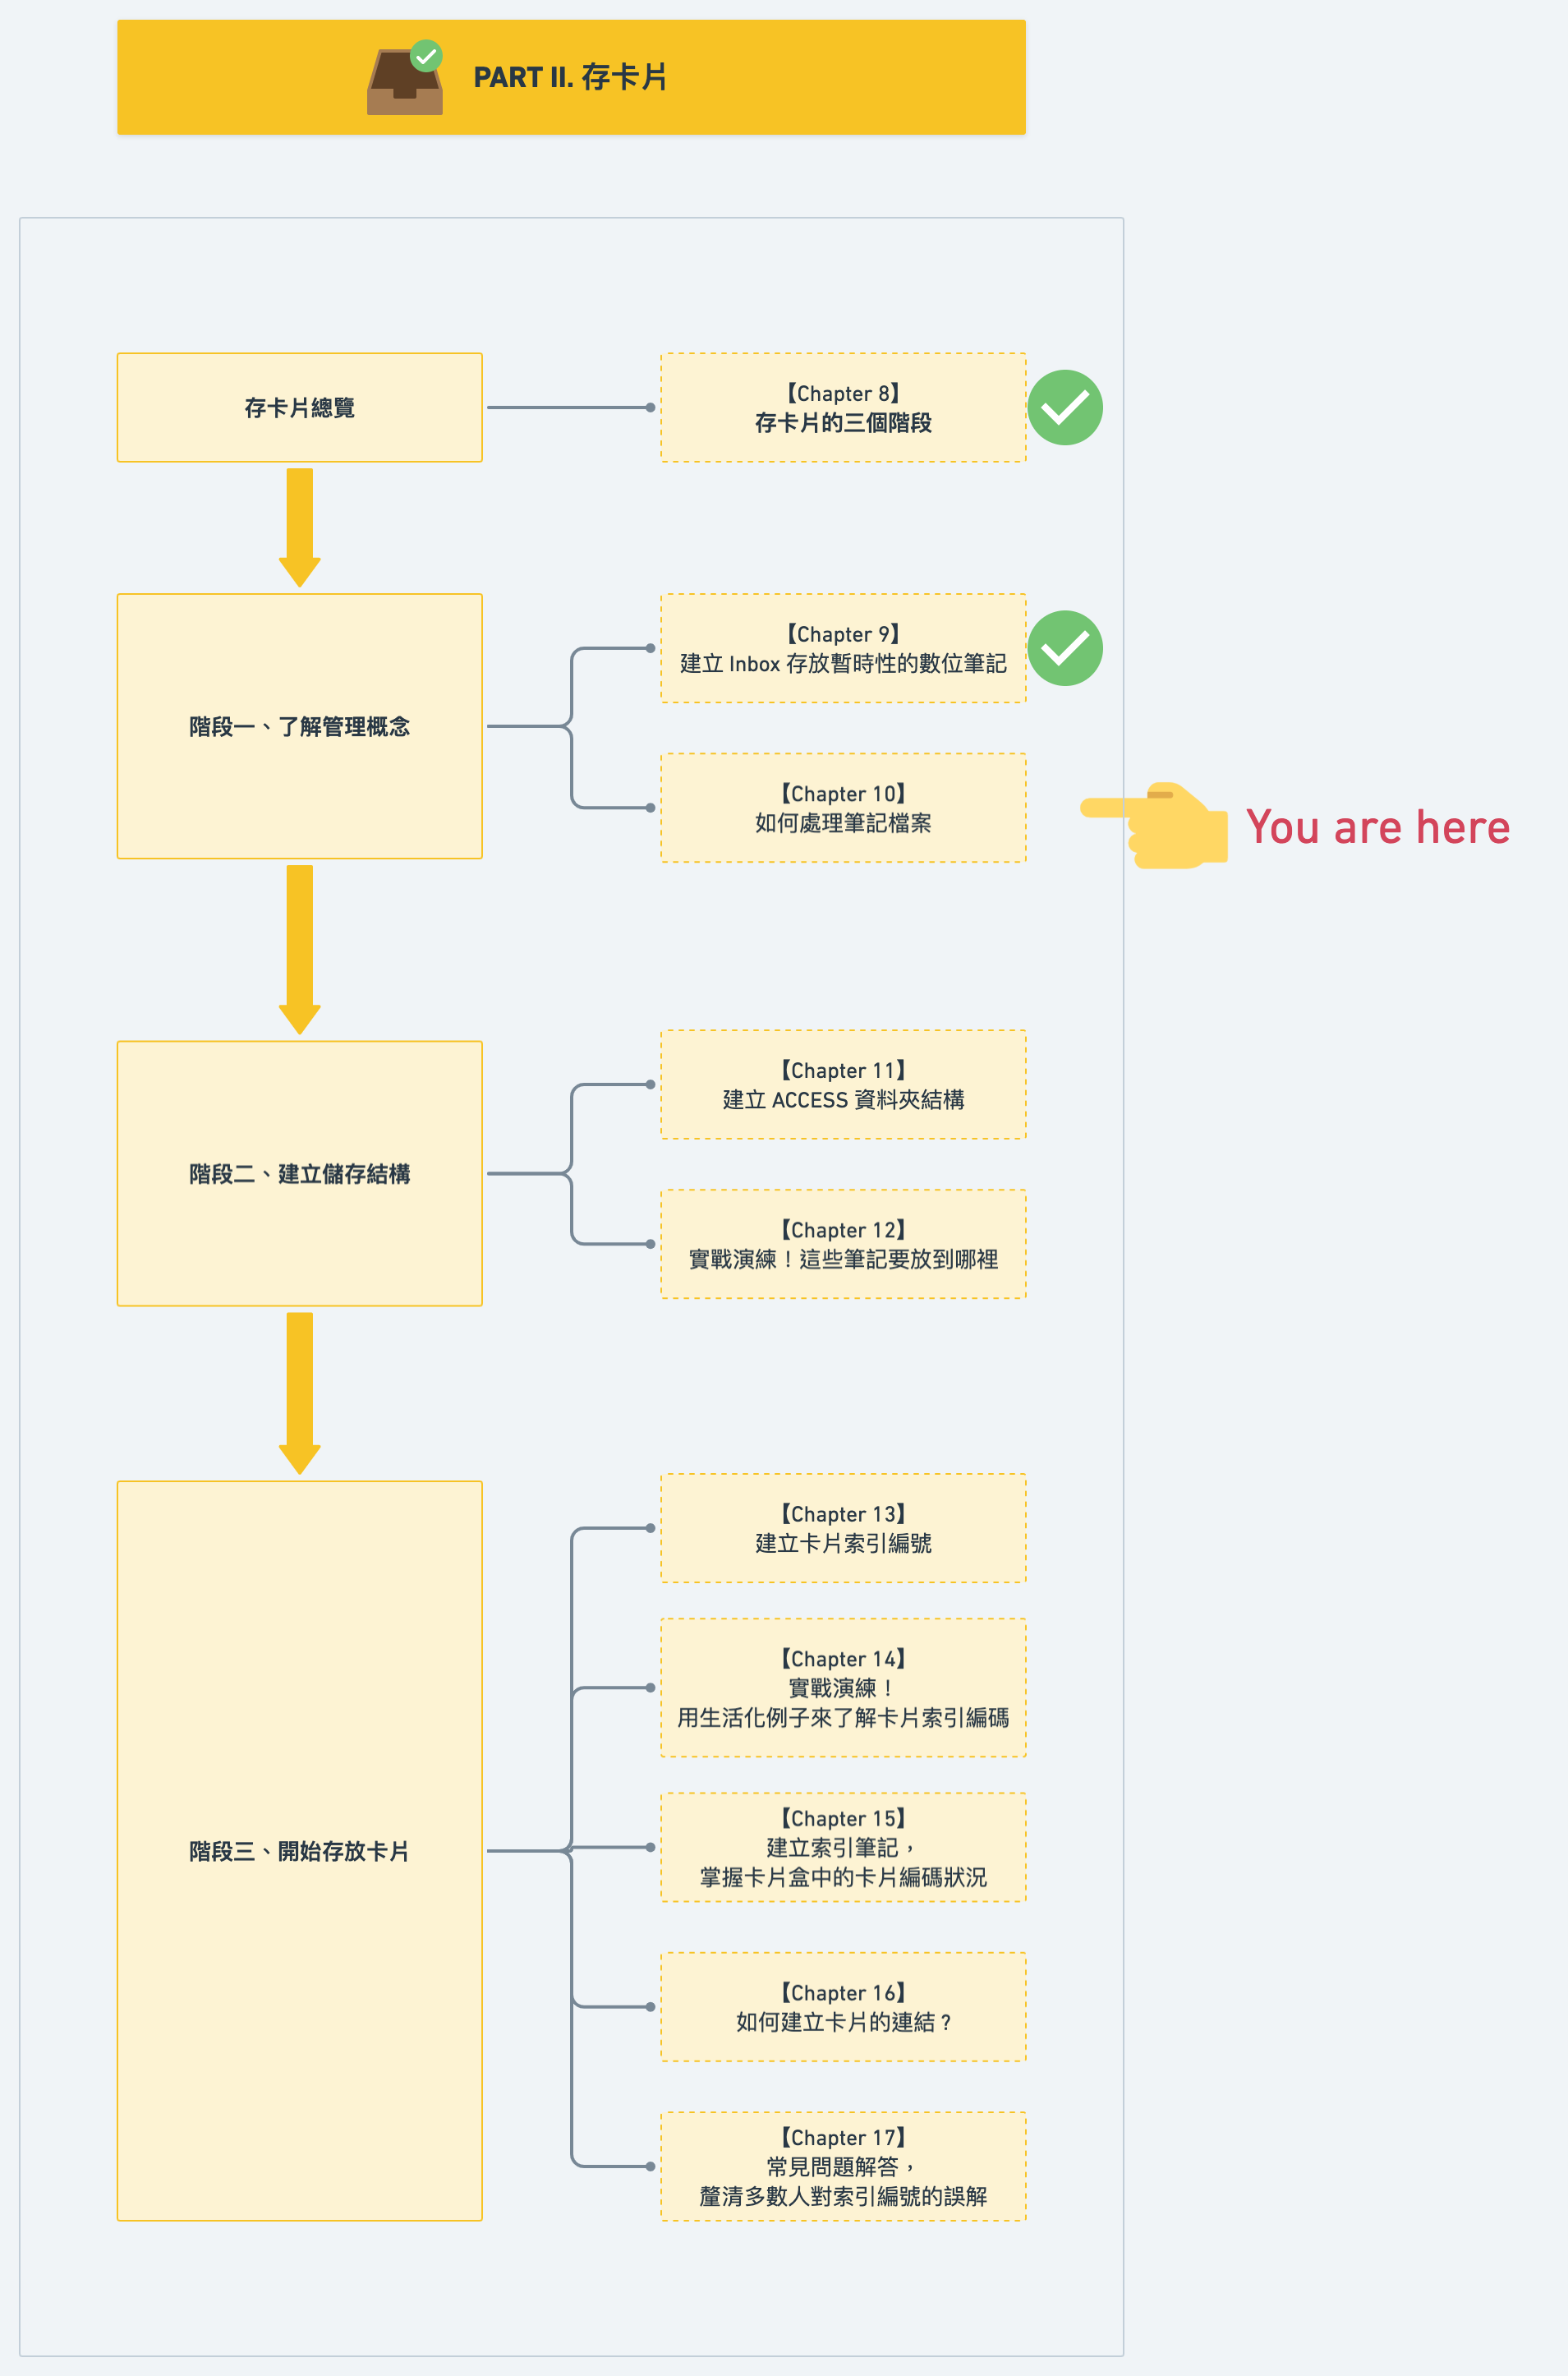 PART II. 存卡片
存卡片總覽
【Chapter 8】
存卡片的三個階段
階段一、了解管理概念
【Chapter 9】
建立 Inbox 存放暫時性的數位筆記
【Chapter 10】
如何處理筆記檔案
You are here
階段二、建立儲存結構
【Chapter 11】
建立 ACCESS 資料夾結構
【Chapter 12】
實戰演練！這些筆記要放到哪裡
階段三、開始存放卡片
【Chapter 13】
建立卡片索引編號
【Chapter 14】
實戰演練！
用生活化例子來了解卡片索引編碼
【Chapter 15】
建立索引筆記，
掌握卡片盒中的卡片編碼狀況
【Chapter 16】
如何建立卡片的連結？
【Chapter 17】
常見問題解答，
釐清多數人對索引編號的誤解